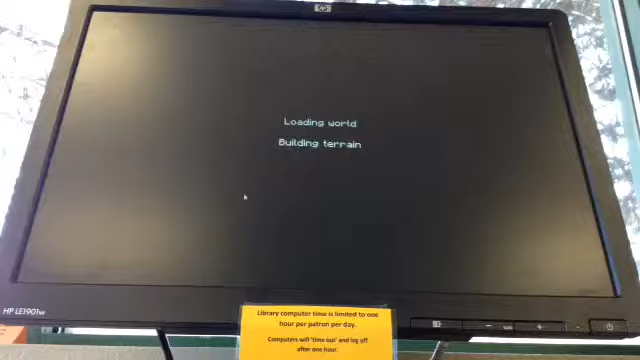 hp
Loading world
Building terrain
HP LE1901w
Library computer time is limited to one
hour per patron per day.
Computers will 'time out' and log off
after one hour.